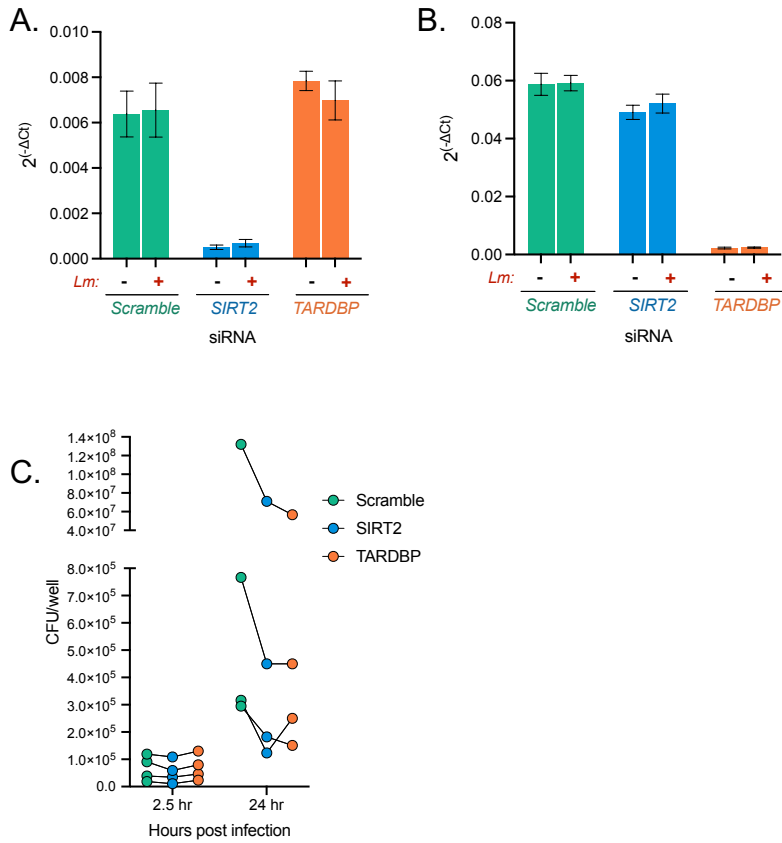 A.
0.010
0.008
0.006
0.004
0.002
0.000
2(-ΔCt)
Lm: - + - + - +
Scramble SIRT2 TARDBP
siRNA
B.
0.08
0.06
0.04
0.02
0.00
2(-ΔCt)
Lm: - + - + - +
Scramble SIRT2 TARDBP
siRNA
C.
1.4×10⁸
1.2×10⁸
1.0×10⁸
8.0×10⁷
6.0×10⁷
4.0×10⁷
8.0×10⁵
7.0×10⁵
6.0×10⁵
5.0×10⁵
4.0×10⁵
3.0×10⁵
2.0×10⁵
1.0×10⁵
0.0
CFU/well
2.5 hr 24 hr
Hours post infection
Scramble
SIRT2
TARDBP